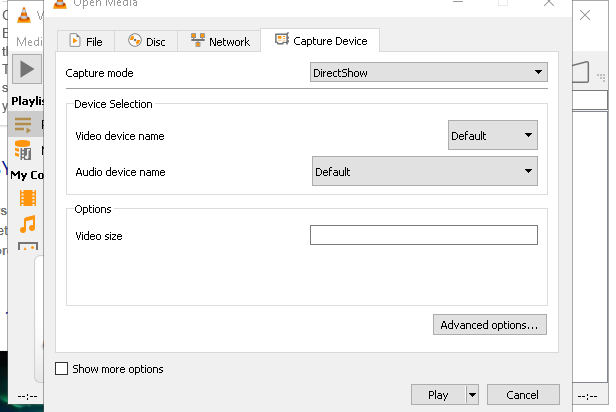 Open Media
Medi
File
Disc
Network
Capture Device
Capture mode
DirectShow
Playlis
Device Selection
Video device name
Default
Audio device name
Default
My Co
Options
Video size
Advanced options...
Show more options
Play
Cancel
--:--
--:--